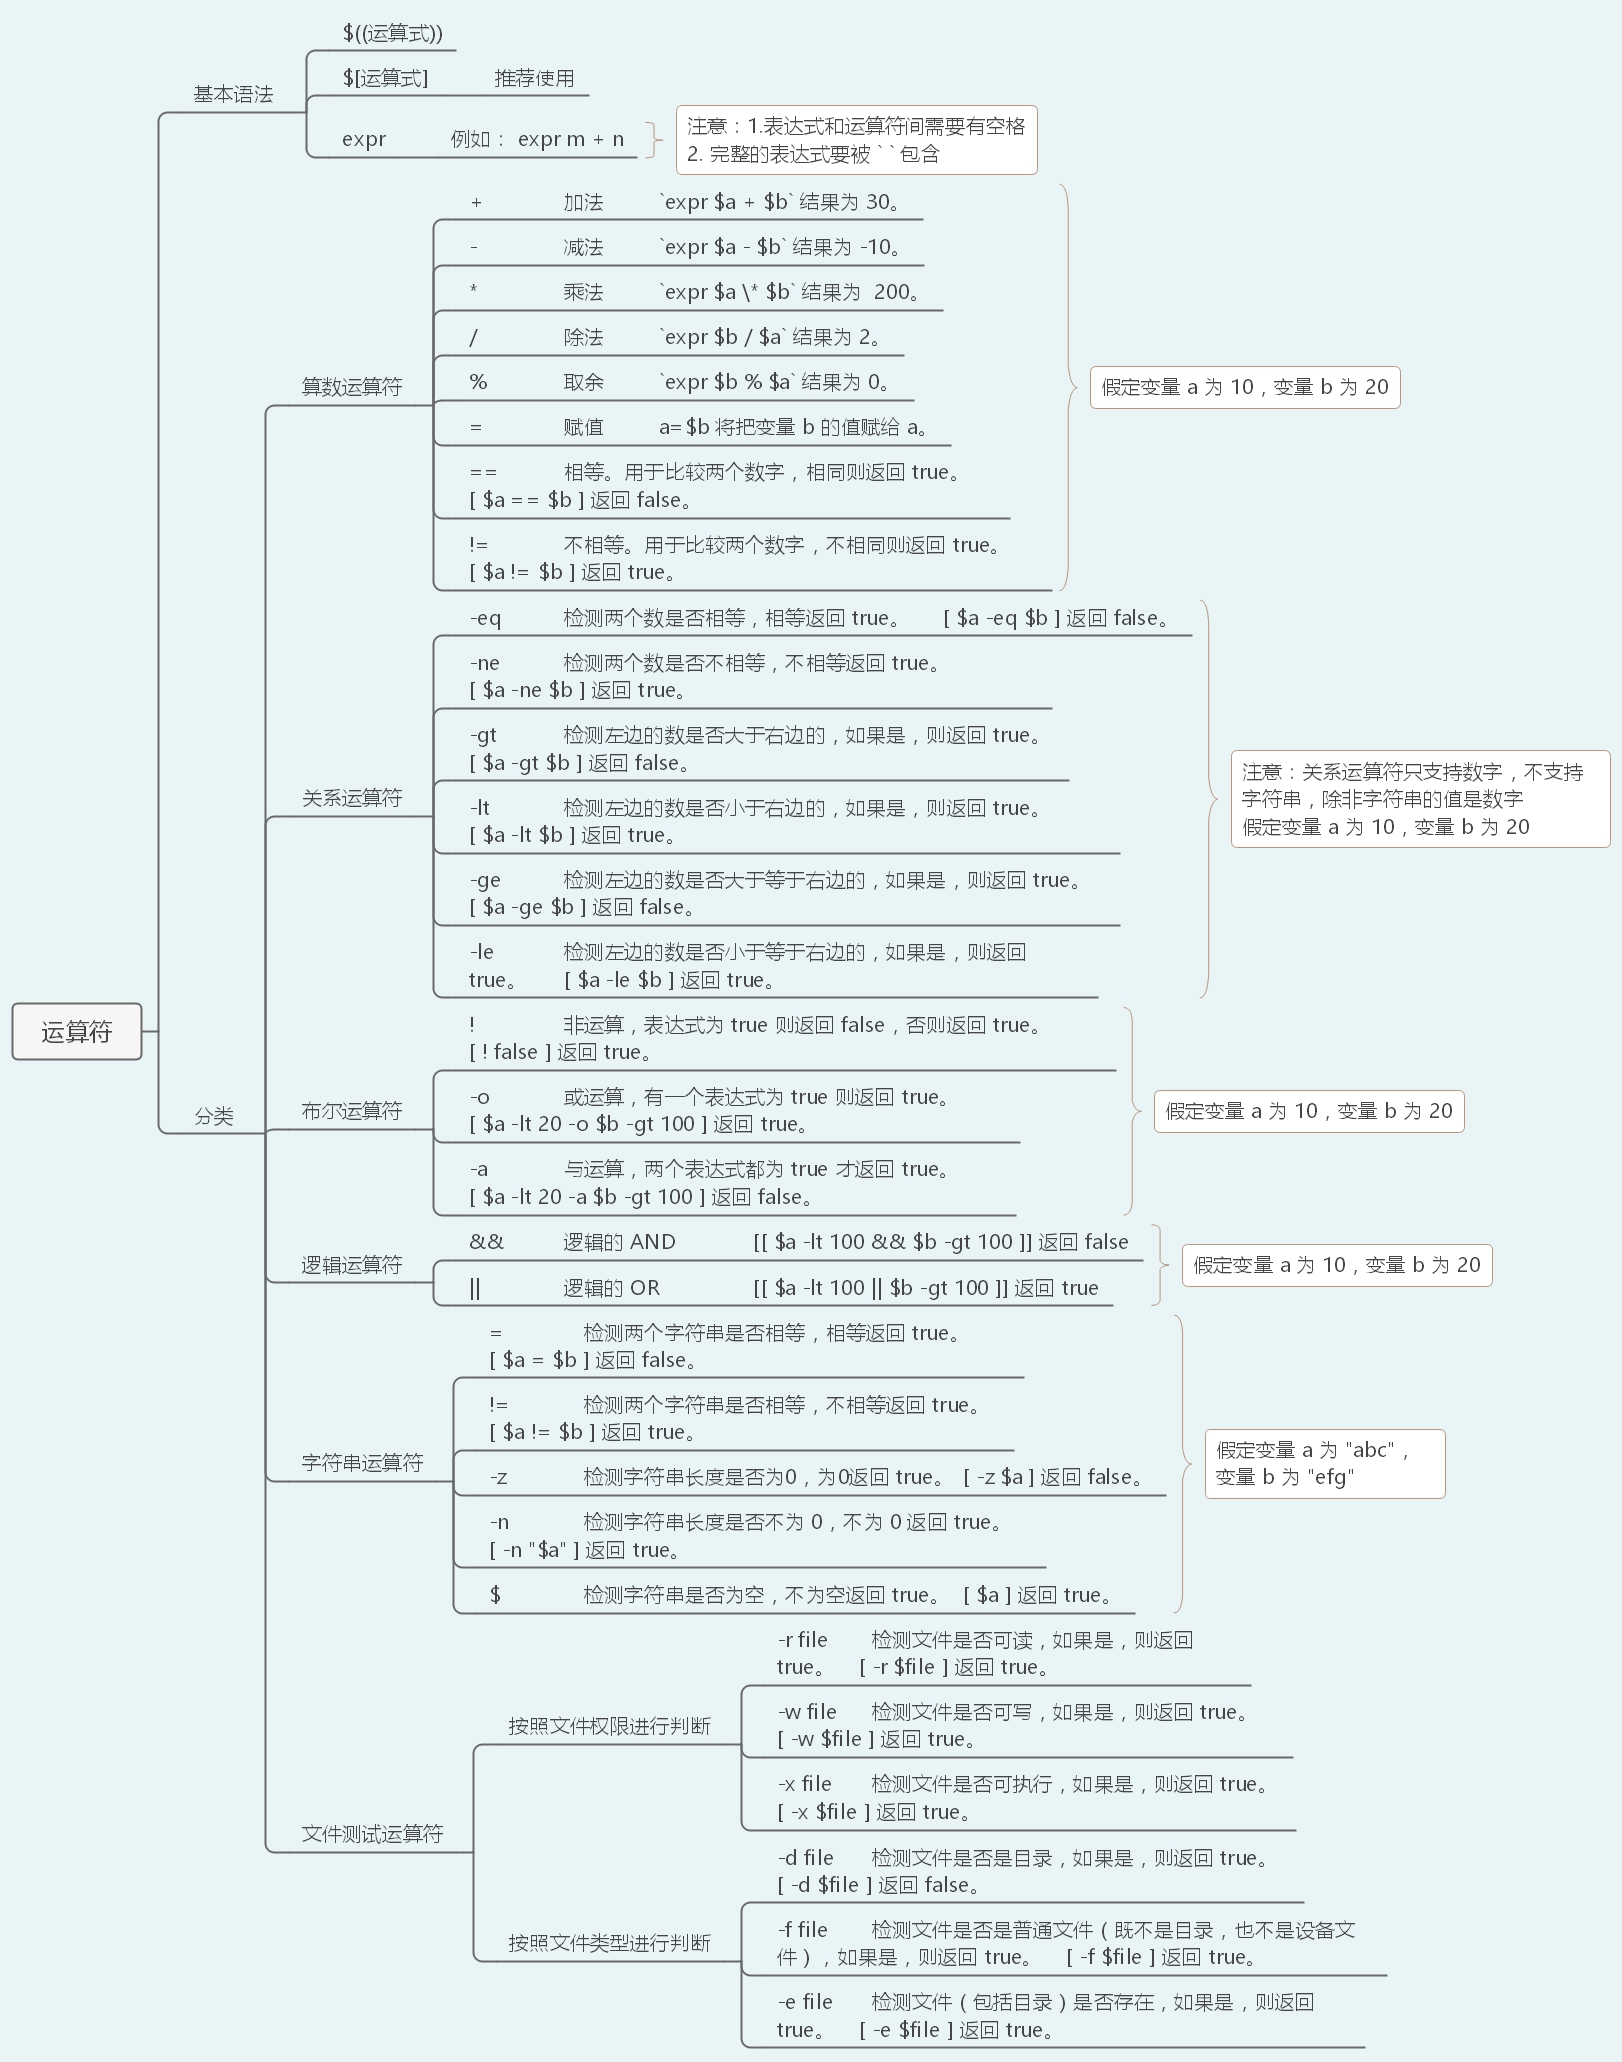 $((运算式))
$[运算式] 推荐使用
基本语法
expr 例如： expr m + n
注意：1.表达式和运算符间需要有空格
2. 完整的表达式要被 ` ` 包含
+ 加法 `expr $a + $b` 结果为 30。
- 减法 `expr $a - $b` 结果为 -10。
* 乘法 `expr $a \* $b` 结果为  200。
/ 除法 `expr $b / $a` 结果为 2。
% 取余 `expr $b % $a` 结果为 0。
算数运算符
假定变量 a 为 10，变量 b 为 20
= 赋值 a=$b 将把变量 b 的值赋给 a。
== 相等。用于比较两个数字，相同则返回 true。
[ $a == $b ] 返回 false。
!= 不相等。用于比较两个数字，不相同则返回 true。
[ $a != $b ] 返回 true。
-eq 检测两个数是否相等，相等返回 true。 [ $a -eq $b ] 返回 false。
-ne 检测两个数是否不相等，不相等返回 true。
[ $a -ne $b ] 返回 true。
-gt 检测左边的数是否大于右边的，如果是，则返回 true。
[ $a -gt $b ] 返回 false。
关系运算符
注意：关系运算符只支持数字，不支持
字符串，除非字符串的值是数字
假定变量 a 为 10，变量 b 为 20
-lt 检测左边的数是否小于右边的，如果是，则返回 true。
[ $a -lt $b ] 返回 true。
-ge 检测左边的数是否大于等于右边的，如果是，则返回 true。
[ $a -ge $b ] 返回 false。
-le 检测左边的数是否小于等于右边的，如果是，则返回
true。 [ $a -le $b ] 返回 true。
运算符
! 非运算，表达式为 true 则返回 false，否则返回 true。
[ ! false ] 返回 true。
分类
布尔运算符
-o 或运算，有一个表达式为 true 则返回 true。
[ $a -lt 20 -o $b -gt 100 ] 返回 true。
假定变量 a 为 10，变量 b 为 20
-a 与运算，两个表达式都为 true 才返回 true。
[ $a -lt 20 -a $b -gt 100 ] 返回 false。
逻辑运算符
&& 逻辑的 AND [[ $a -lt 100 && $b -gt 100 ]] 返回 false
|| 逻辑的 OR [[ $a -lt 100 || $b -gt 100 ]] 返回 true
假定变量 a 为 10，变量 b 为 20
= 检测两个字符串是否相等，相等返回 true。
[ $a = $b ] 返回 false。
!= 检测两个字符串是否相等，不相等返回 true。
[ $a != $b ] 返回 true。
字符串运算符
-z 检测字符串长度是否为0，为0返回 true。 [ -z $a ] 返回 false。
假定变量 a 为 "abc"，
变量 b 为 "efg"
-n 检测字符串长度是否不为 0，不为 0 返回 true。
[ -n "$a" ] 返回 true。
$ 检测字符串是否为空，不为空返回 true。 [ $a ] 返回 true。
-r file 检测文件是否可读，如果是，则返回
true。 [ -r $file ] 返回 true。
按照文件权限进行判断
-w file 检测文件是否可写，如果是，则返回 true。
[ -w $file ] 返回 true。
-x file 检测文件是否可执行，如果是，则返回 true。
[ -x $file ] 返回 true。
文件测试运算符
-d file 检测文件是否是目录，如果是，则返回 true。
[ -d $file ] 返回 false。
按照文件类型进行判断
-f file 检测文件是否是普通文件（既不是目录，也不是设备文
件），如果是，则返回 true。 [ -f $file ] 返回 true。
-e file 检测文件（包括目录）是否存在，如果是，则返回
true。 [ -e $file ] 返回 true。